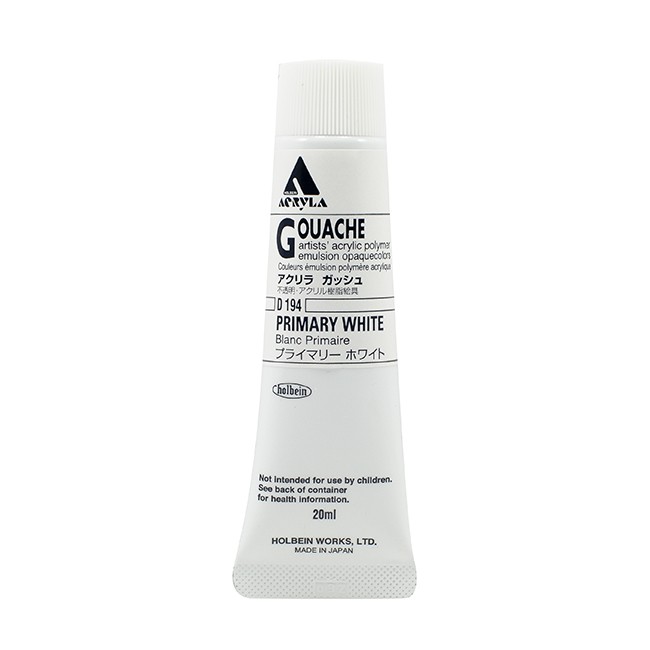 HOLBEIN
ACRYLA
GOUACHE
artists' acrylic polymer
emulsion opaquecolors
Couleurs émulsion polymère acrylique
アクリラ ガッシュ
不透明・アクリル樹脂絵具
D 194
PRIMARY WHITE
Blanc Primaire
プライマリー ホワイト
holbein
Not intended for use by children.
See back of container
for health information.
20ml
HOLBEIN WORKS, LTD.
MADE IN JAPAN